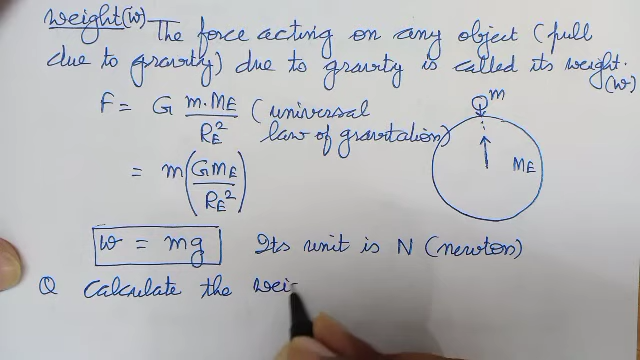 Weight (w) - The force acting on any object (pull
due to gravity) due to gravity is called its weight.
(w)
F = G m.ME/RE² (universal
law of gravitation)
= m(GME/RE²)
m
ME
w = mg Its unit is N (newton)
Q Calculate the wei